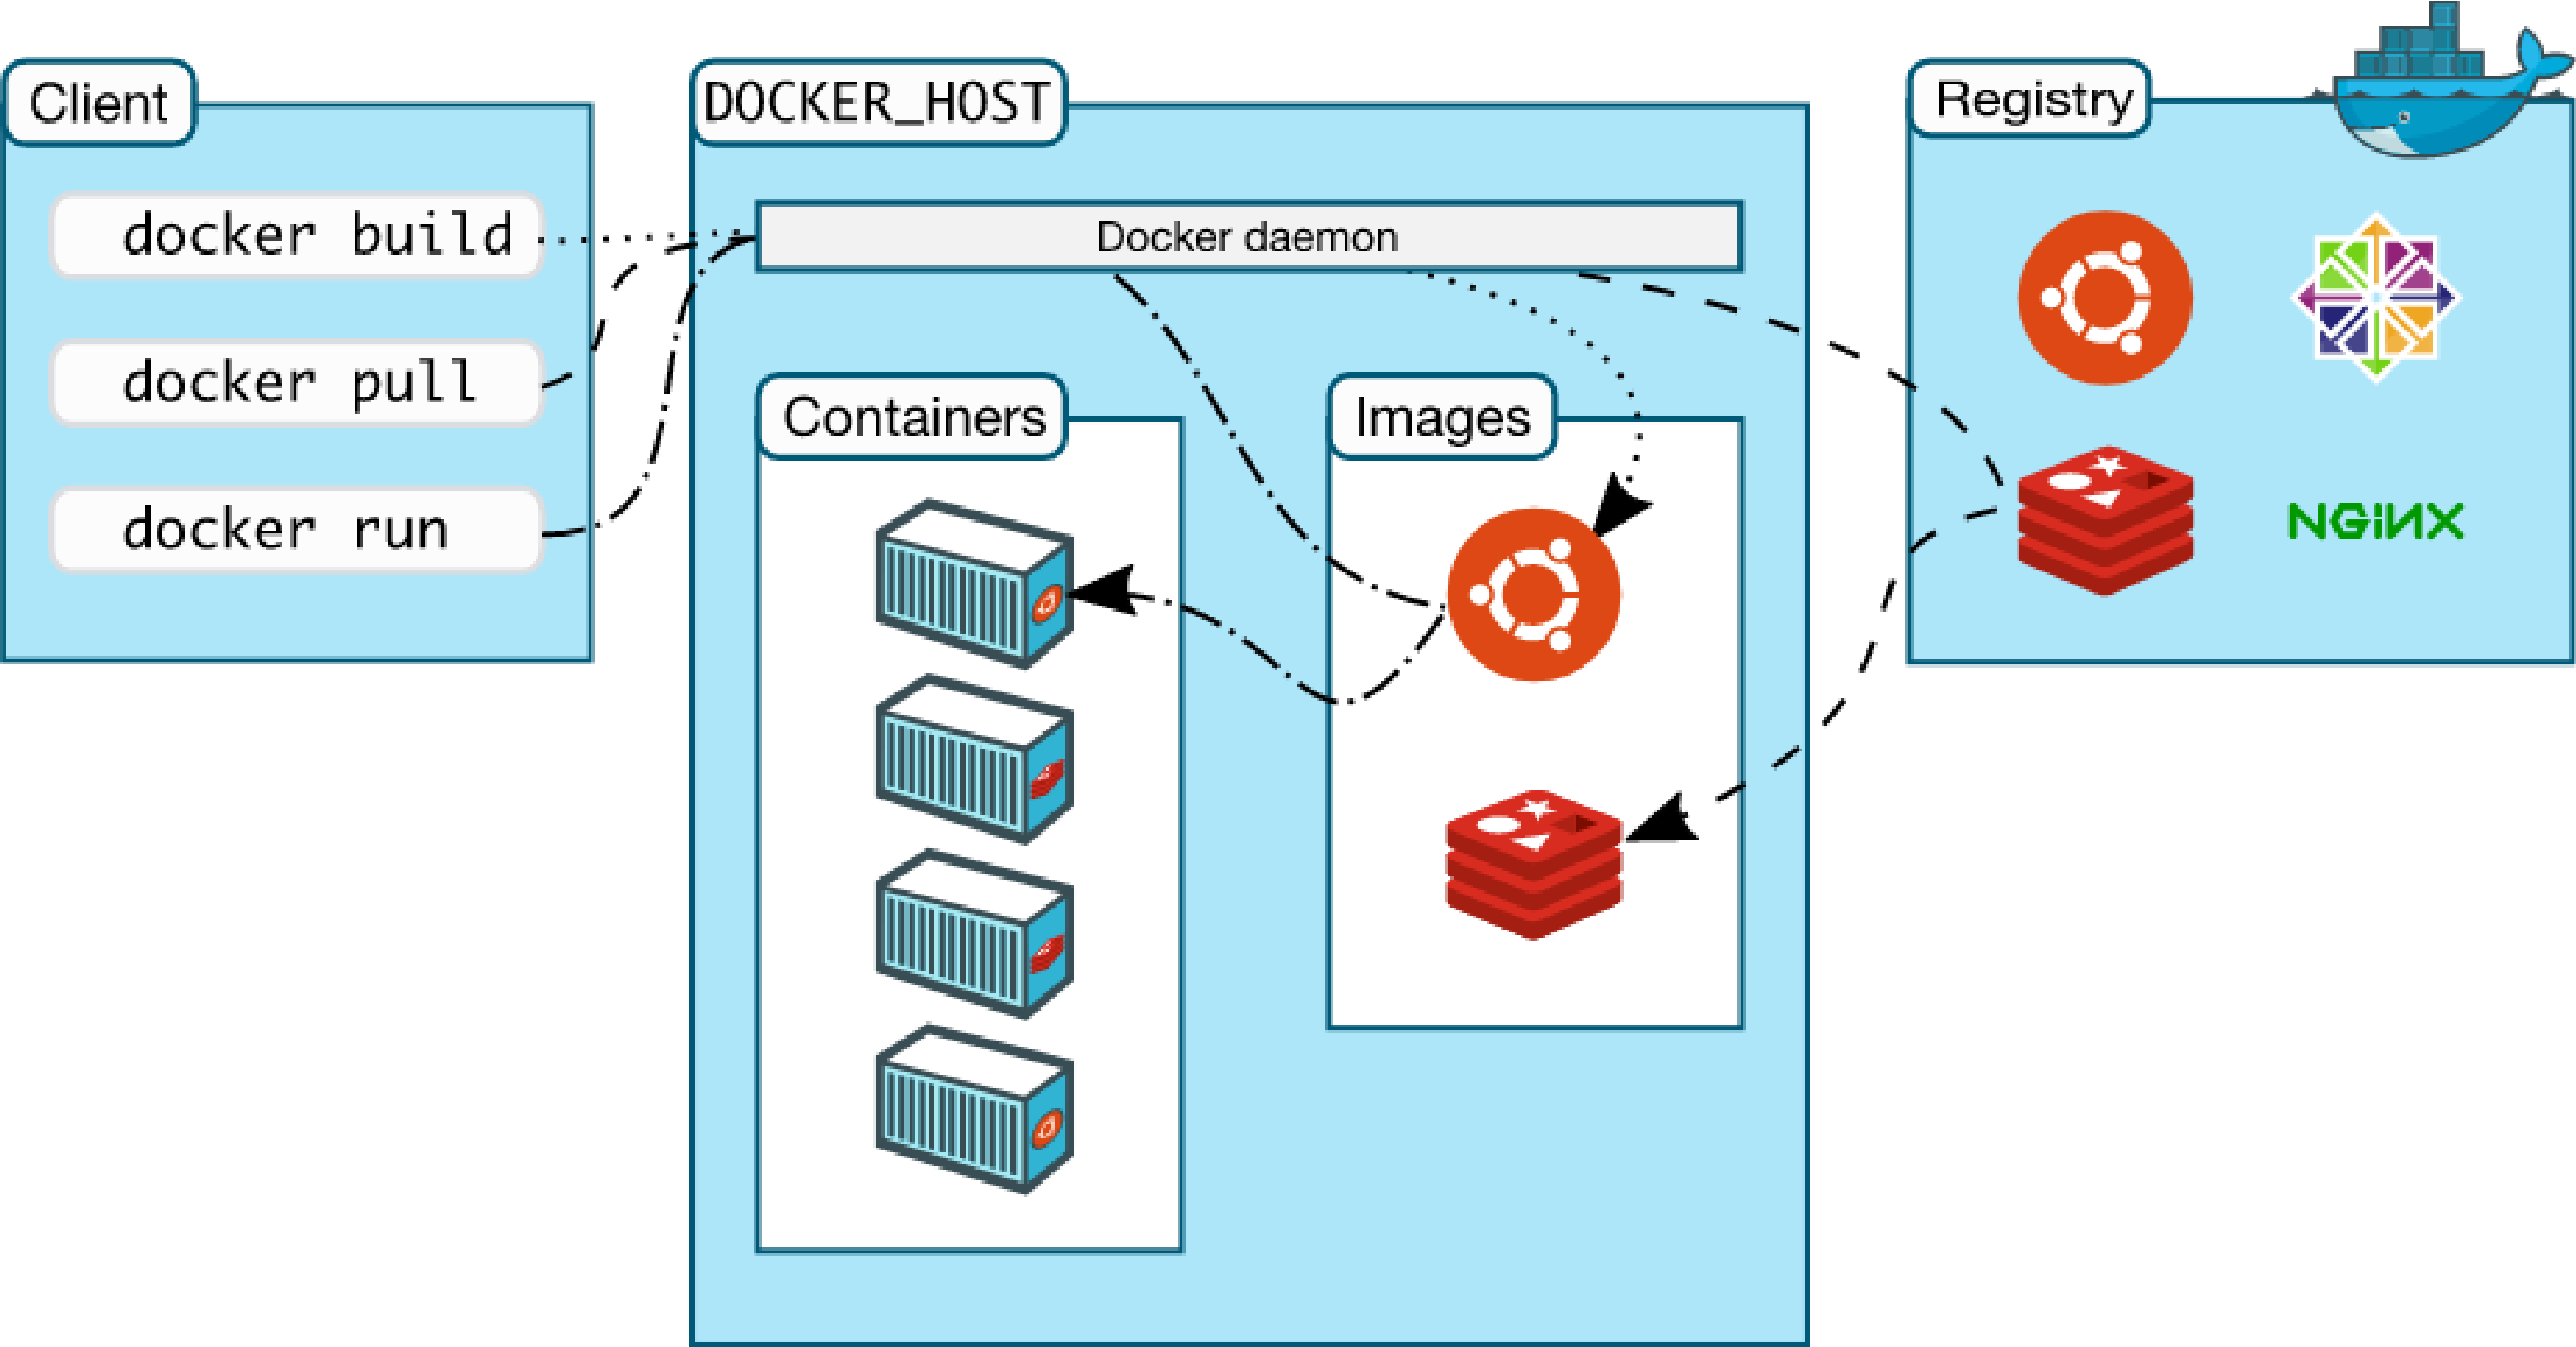 Client
docker build
docker pull
docker run
DOCKER_HOST
Docker daemon
Containers
Images
Registry
NGiNX